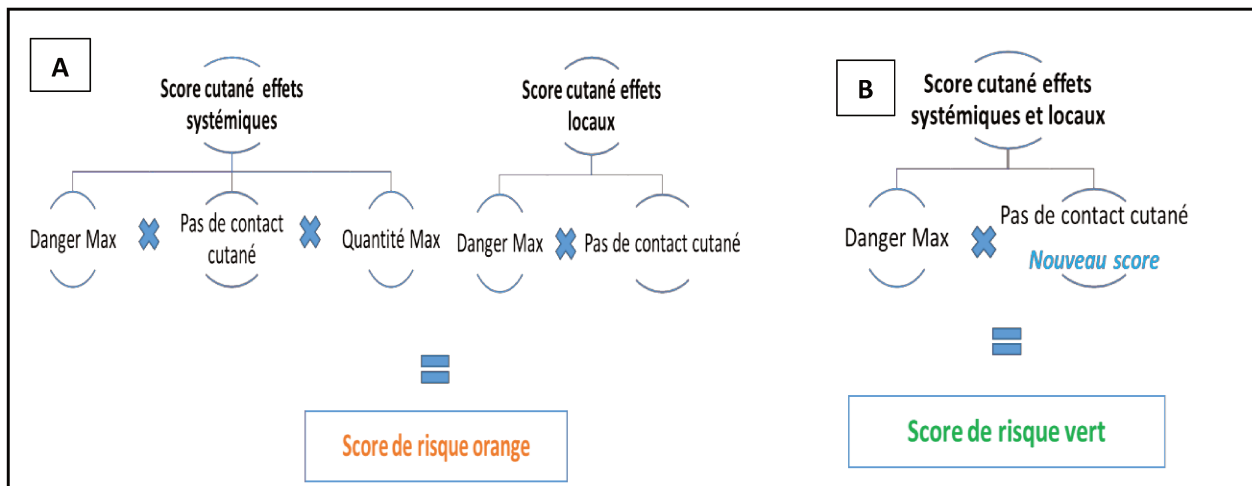 A
Score cutané effets
systémiques
Danger Max
Pas de contact
cutané
Quantité Max
Score cutané effets
locaux
Danger Max
Pas de contact cutané
Score de risque orange
B
Score cutané effets
systémiques et locaux
Danger Max
Pas de contact cutané
Nouveau score
Score de risque vert